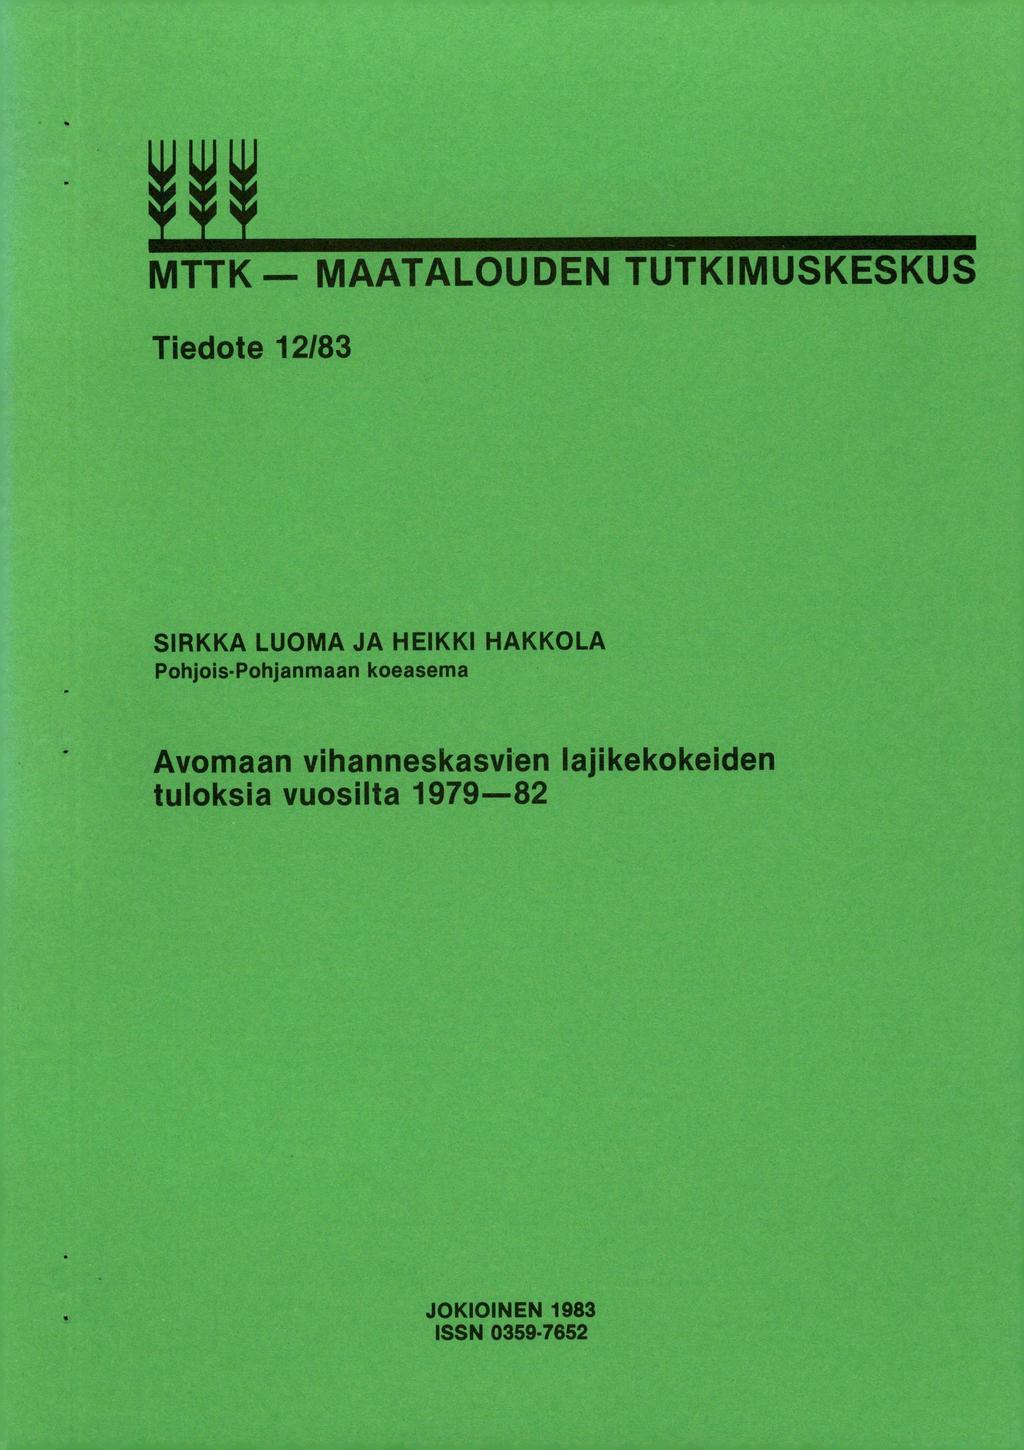 MTTK — MAATALOUDEN TUTKIMUSKESKUS
Tiedote 12/83
SIRKKA LUOMA JA HEIKKI HAKKOLA
Pohjois-Pohjanmaan koeasema
Avomaan vihanneskasvien lajikekokeiden
tuloksia vuosilta 1979—82
JOKIOINEN 1983
ISSN 0359-7652